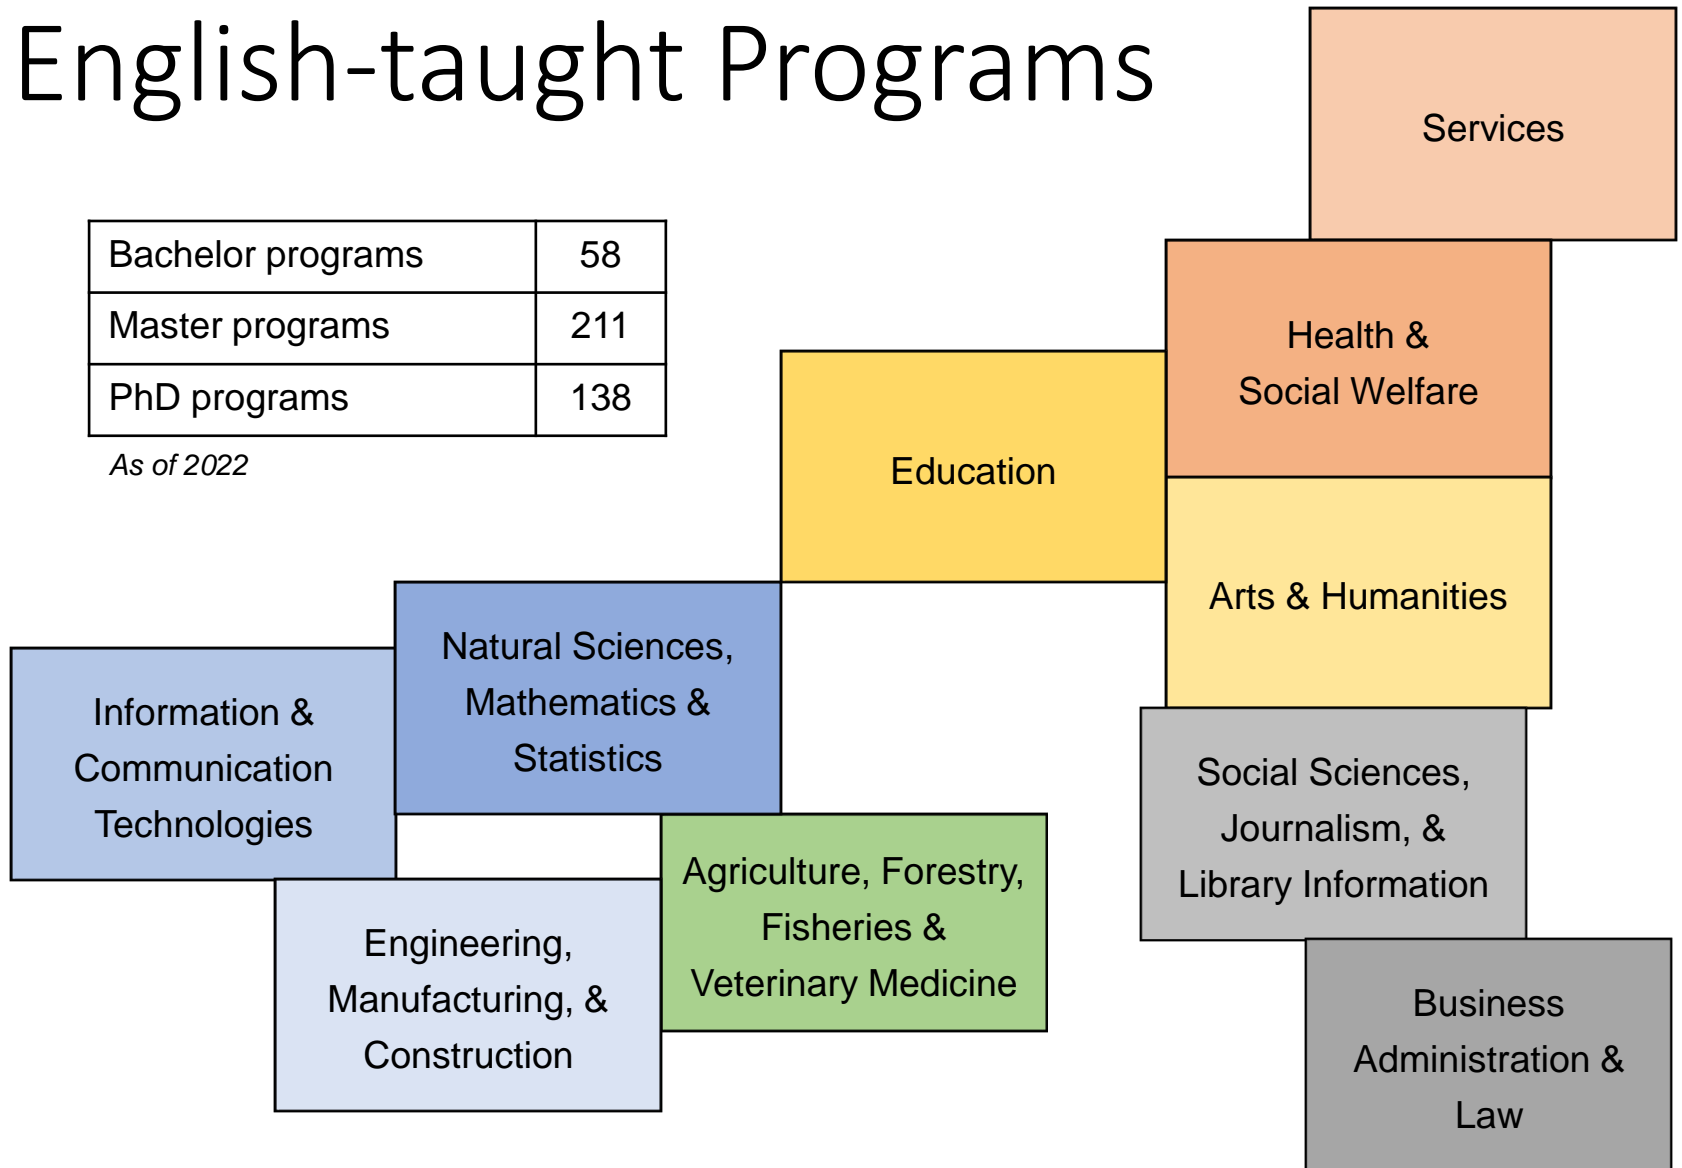 English-taught Programs
Services
Bachelor programs 58
Master programs 211
PhD programs 138
As of 2022
Health &
Social Welfare
Education
Arts & Humanities
Natural Sciences,
Mathematics &
Statistics
Information &
Communication
Technologies
Social Sciences,
Journalism, &
Library Information
Agriculture, Forestry,
Fisheries &
Veterinary Medicine
Engineering,
Manufacturing, &
Construction
Business
Administration &
Law